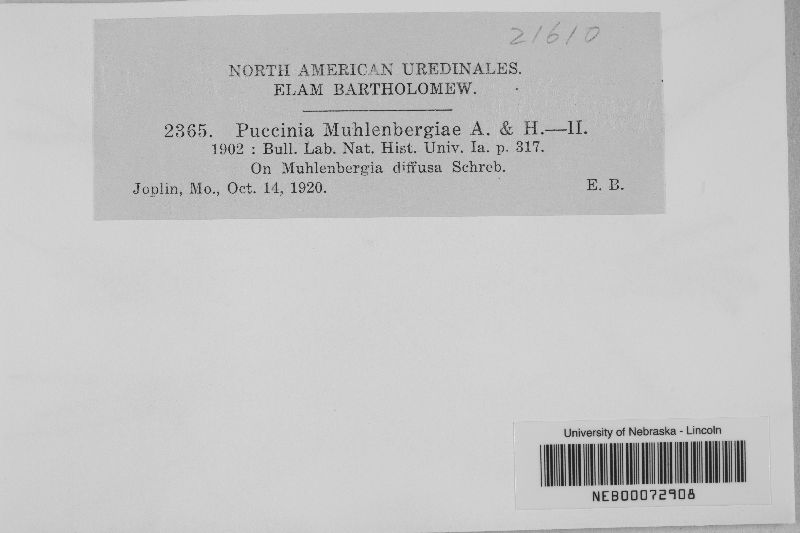 21610
NORTH AMERICAN UREDINALES.
ELAM BARTHOLOMEW.
2365. Puccinia Muhlenbergiae A. & H.—II.
1902 : Bull. Lab. Nat. Hist. Univ. Ia. p. 317.
On Muhlenbergia diffusa Schreb.
Joplin, Mo., Oct. 14, 1920. E. B.
University of Nebraska - Lincoln
NEB00072908